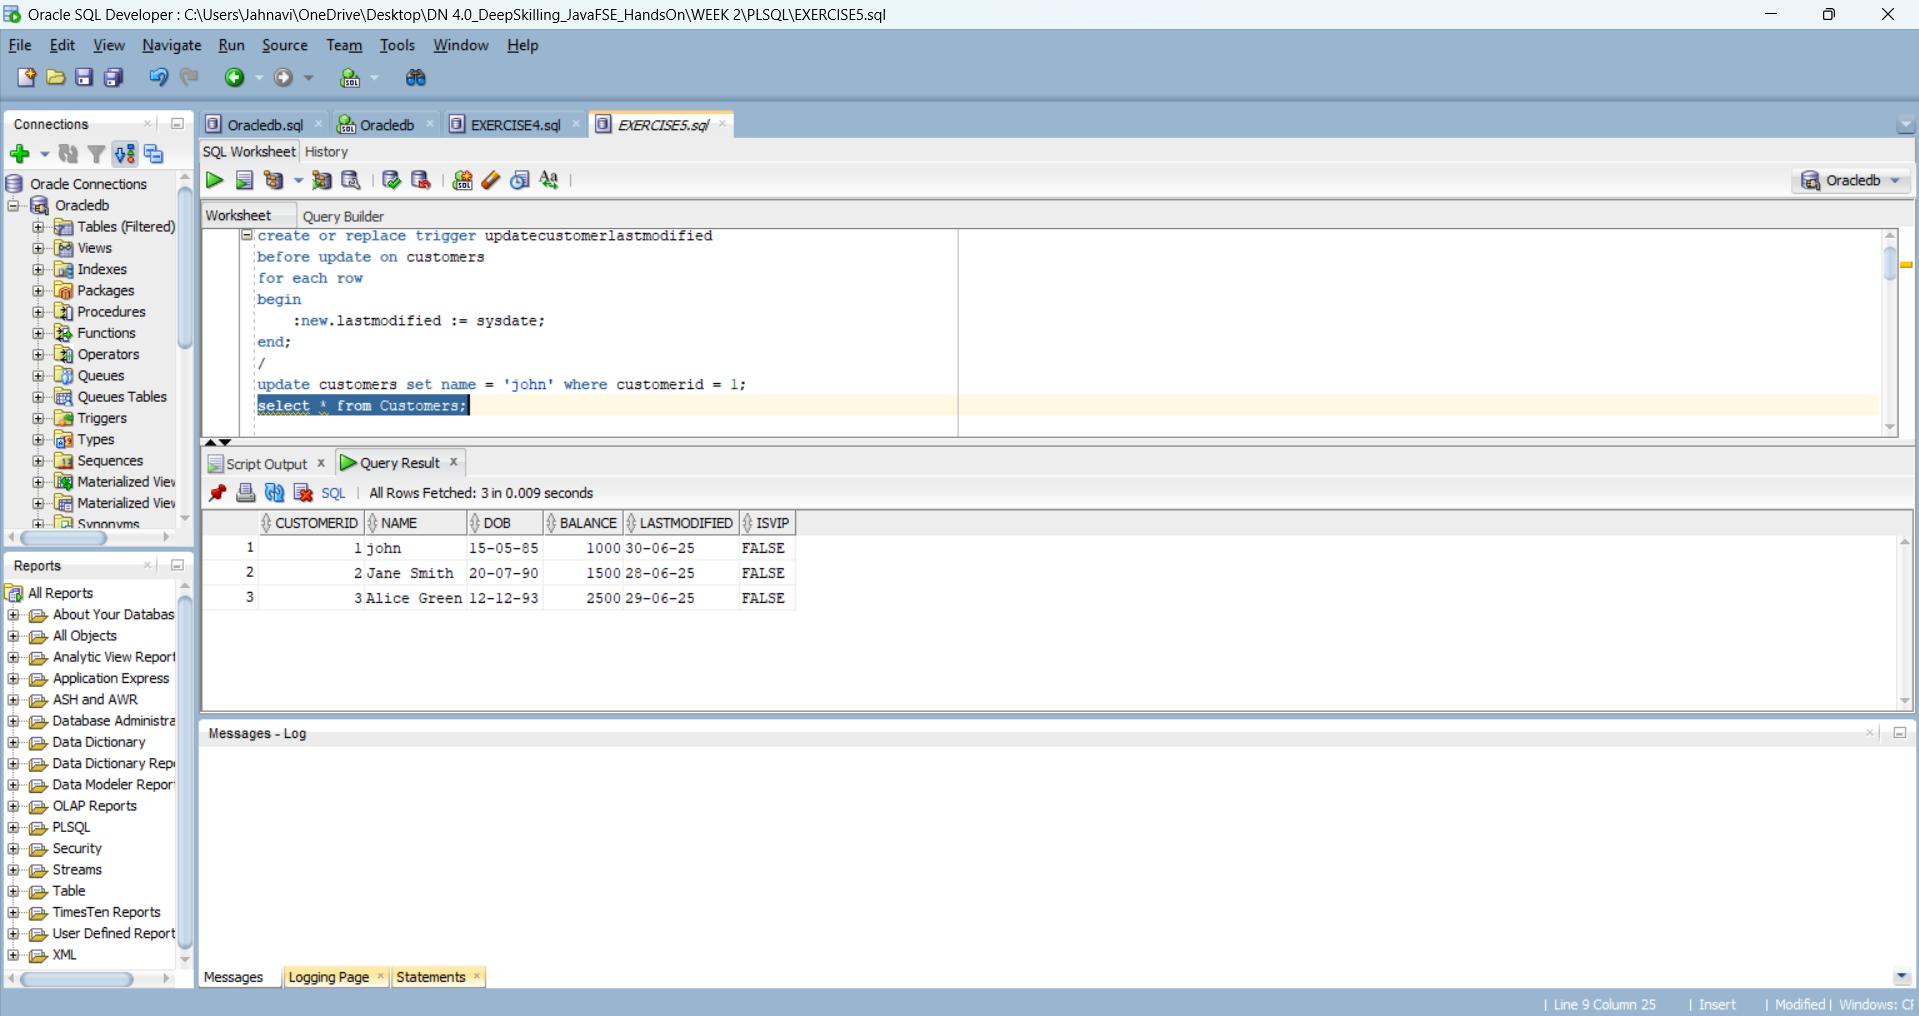 Oracle SQL Developer : C:\Users\Jahnavi\OneDrive\Desktop\DN 4.0_DeepSkilling_JavaFSE_HandsOn\WEEK 2\PLSQL\EXERCISE5.sql
File Edit View Navigate Run Source Team Tools Window Help
Connections
Oracle Connections
Oracledb
Tables (Filtered)
Views
Indexes
Packages
Procedures
Functions
Operators
Queues
Queues Tables
Triggers
Types
Sequences
Materialized View
Materialized View
Synonyms
Reports
All Reports
About Your Databas
All Objects
Analytic View Report
Application Express
ASH and AWR
Database Administra
Data Dictionary
Data Dictionary Rep
Data Modeler Repor
OLAP Reports
PLSQL
Security
Streams
Table
TimesTen Reports
User Defined Report
XML
Oracledb.sql Oracledb EXERCISE4.sql EXERCISE5.sql
SQL Worksheet History
Oracledb
Worksheet Query Builder
create or replace trigger updatecustomerlastmodified
before update on customers
for each row
begin
:new.lastmodified := sysdate;
end;
/
update customers set name = 'john' where customerid = 1;
select * from Customers;
Script Output x Query Result x
SQL | All Rows Fetched: 3 in 0.009 seconds
CUSTOMERID NAME DOB BALANCE LASTMODIFIED ISVIP
1 1 john 15-05-85 1000 30-06-25 FALSE
2 2 Jane Smith 20-07-90 1500 28-06-25 FALSE
3 3 Alice Green 12-12-93 2500 29-06-25 FALSE
Messages - Log
Messages Logging Page Statements
| Line 9 Column 25 | Insert | Modified | Windows: CF